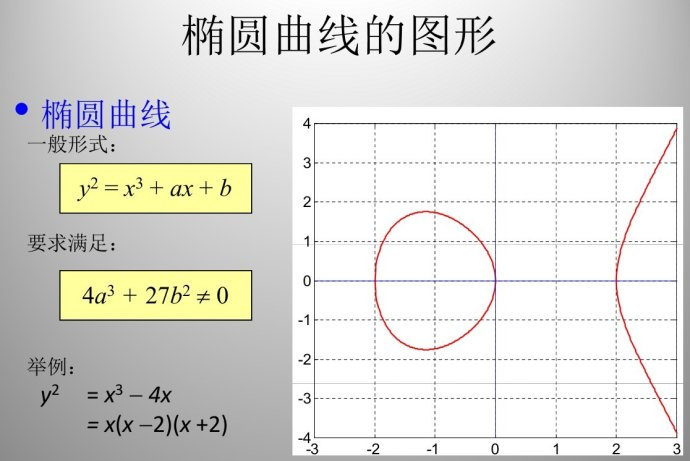 椭圆曲线的图形
• 椭圆曲线
一般形式：
y² = x³ + ax + b
要求满足：
4a³ + 27b² ≠ 0
举例：
y² = x³ – 4x
= x(x –2)(x +2)
4
3
2
1
0
-1
-2
-3
-4
-3 -2 -1 0 1 2 3